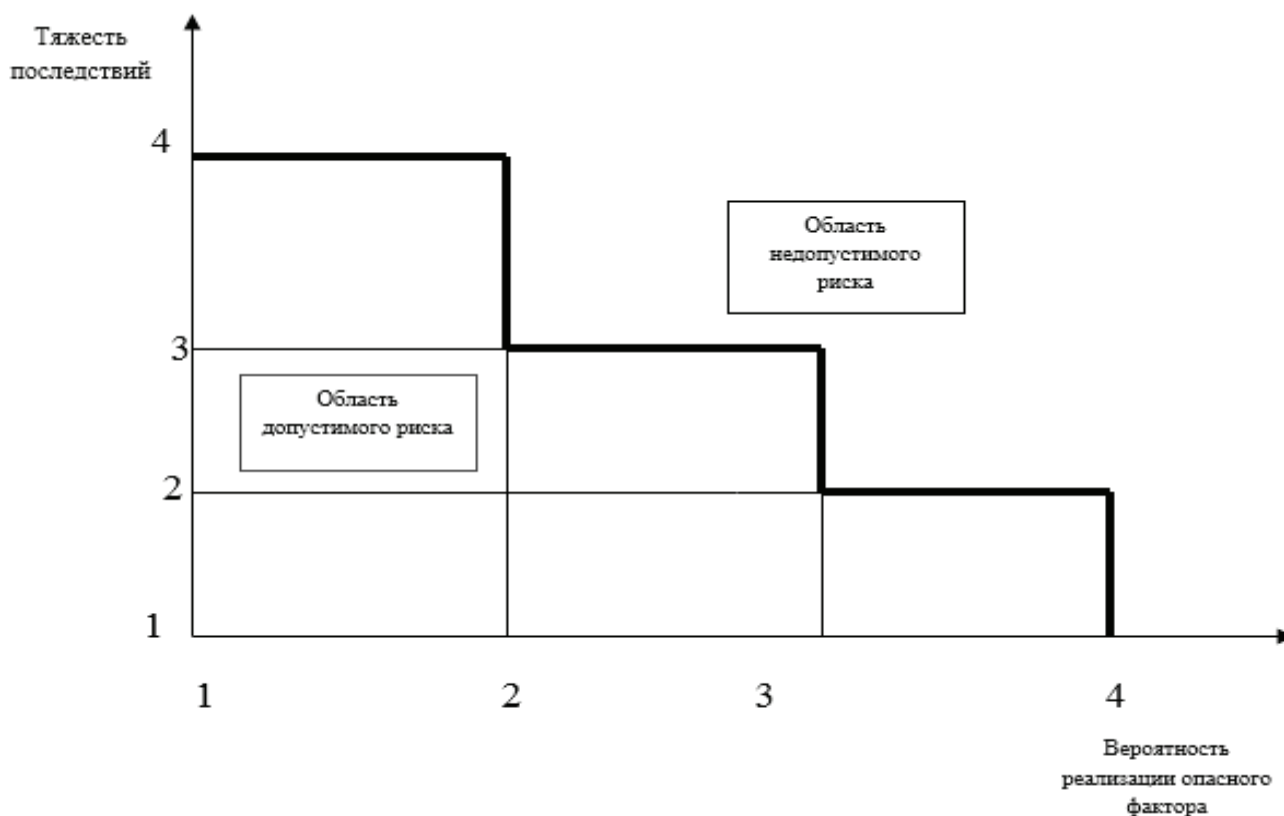 Тяжесть
последствий
4
Область
недопустимого
риска
3
Область
допустимого риска
2
1
1 2 3 4
Вероятность
реализации опасного
фактора